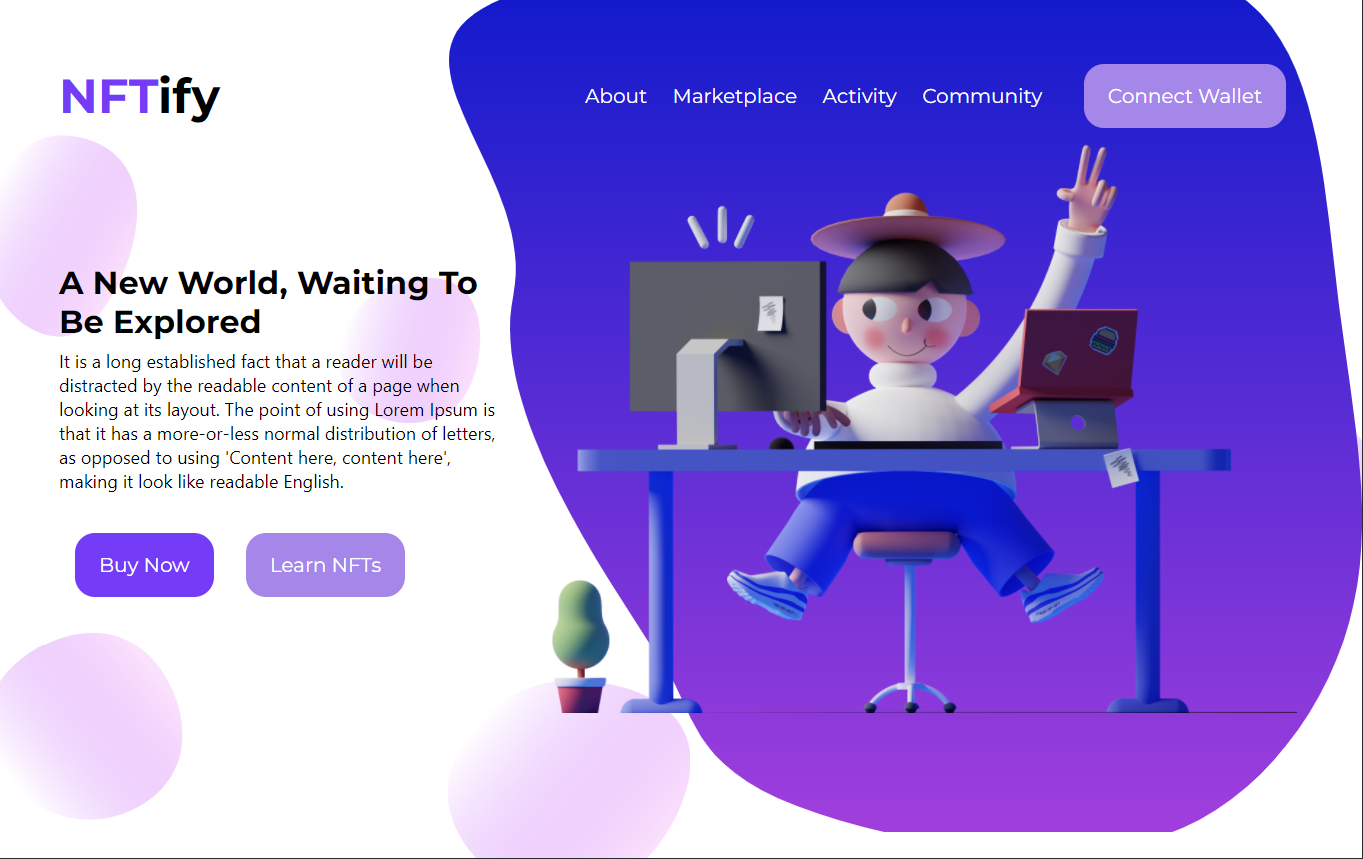 NFTify
About Marketplace Activity Community Connect Wallet
A New World, Waiting To
Be Explored
It is a long established fact that a reader will be
distracted by the readable content of a page when
looking at its layout. The point of using Lorem Ipsum is
that it has a more-or-less normal distribution of letters,
as opposed to using 'Content here, content here',
making it look like readable English.
Buy Now Learn NFTs